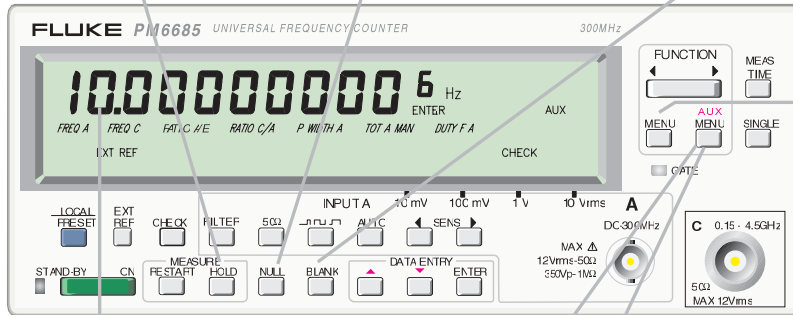 FLUKE PM6685 UNIVERSAL FREQUENCY COUNTER 300MHz
10.00000000 6 Hz
ENTER AUX
FREQ A FREQ C RATIO A/E RATIO C/A P WIDTH A TOT A MAN DUTY F A
EXT REF CHECK
FUNCTION
MEAS TIME
AUX
MENU MENU SINGLE
GATE
INPUT A 10 mV 100 mV 1 V 10 Vrms A
LOCAL PRESET EXT REF CHECK FILTER 50Ω AUTO SENS DC-300MHz
MAX ⚠
12Vrms-50Ω
350Vp-1MΩ
C 0.15 - 4.5GHz
50Ω
MAX 12Vrms
MEASURE DATA ENTRY
STAND-BY ON RESTART HOLD NULL BLANK ENTER